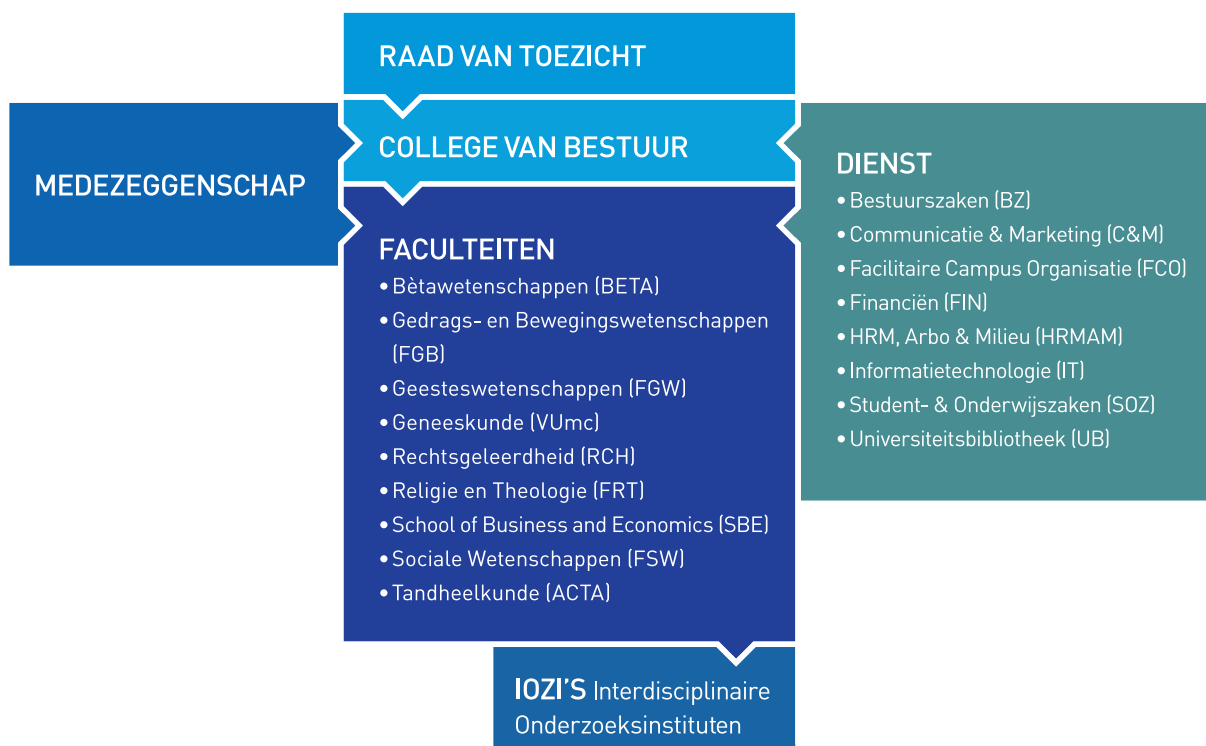 RAAD VAN TOEZICHT
COLLEGE VAN BESTUUR
MEDEZEGGENSCHAP
FACULTEITEN
• Bètawetenschappen (BETA)
• Gedrags- en Bewegingswetenschappen
(FGB)
• Geesteswetenschappen (FGW)
• Geneeskunde (VUmc)
• Rechtsgeleerdheid (RCH)
• Religie en Theologie (FRT)
• School of Business and Economics (SBE)
• Sociale Wetenschappen (FSW)
• Tandheelkunde (ACTA)
DIENST
• Bestuurszaken (BZ)
• Communicatie & Marketing (C&M)
• Facilitaire Campus Organisatie (FCO)
• Financiën (FIN)
• HRM, Arbo & Milieu (HRMAM)
• Informatietechnologie (IT)
• Student- & Onderwijszaken (SOZ)
• Universiteitsbibliotheek (UB)
IOZI'S Interdisciplinaire
Onderzoeksinstituten